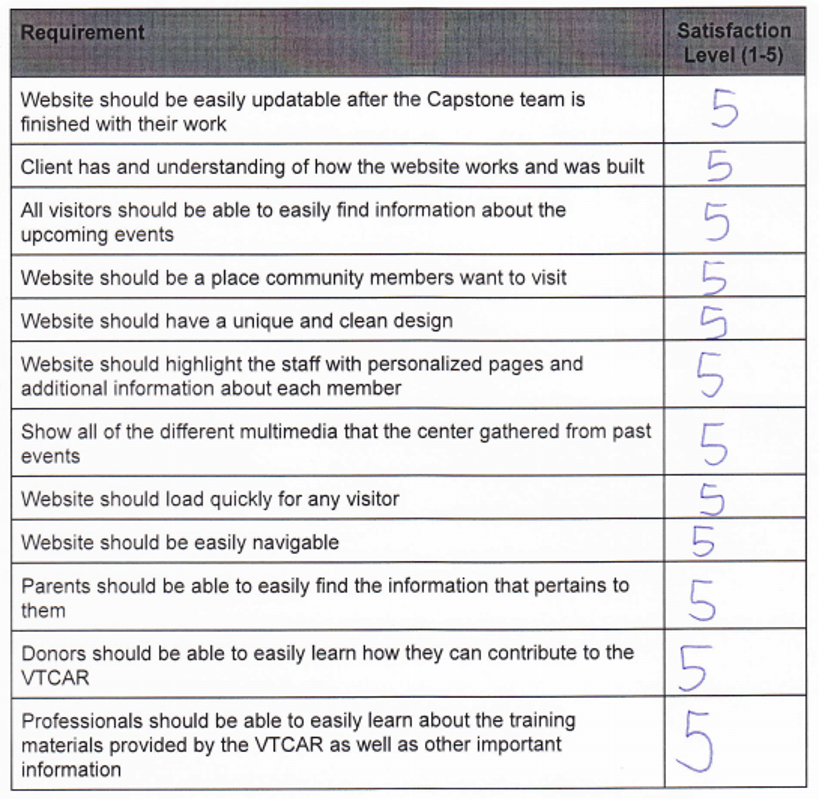 Requirement
Satisfaction
Level (1-5)
Website should be easily updatable after the Capstone team is
finished with their work
5
Client has and understanding of how the website works and was built
5
All visitors should be able to easily find information about the
upcoming events
5
Website should be a place community members want to visit
5
Website should have a unique and clean design
5
Website should highlight the staff with personalized pages and
additional information about each member
5
Show all of the different multimedia that the center gathered from past
events
5
Website should load quickly for any visitor
5
Website should be easily navigable
5
Parents should be able to easily find the information that pertains to
them
5
Donors should be able to easily learn how they can contribute to the
VTCAR
5
Professionals should be able to easily learn about the training
materials provided by the VTCAR as well as other important
information
5